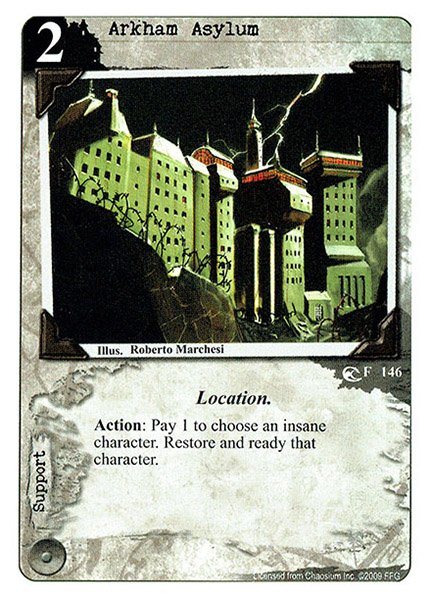 2
Arkham Asylum
Illus. Roberto Marchesi
F 146
Location.
Action: Pay 1 to choose an insane
character. Restore and ready that
character.
Support
Licensed from Chaosium Inc. ©2009 FFG